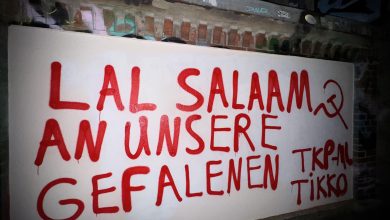 LAL SALAAM
AN UNSERE
GEFALENEN
TKP-ML
TIKKO